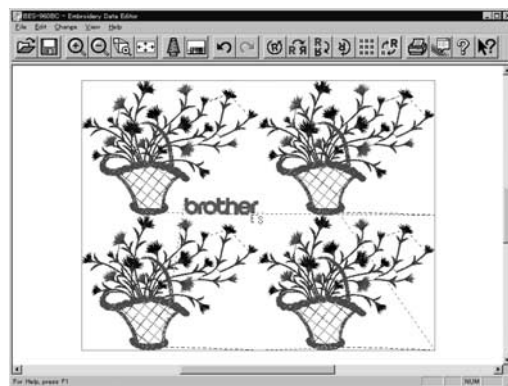 BES-960BC - Embroidery Data Editor
File Edit Change View Help
brother
E S
For Help, press F1
NUM